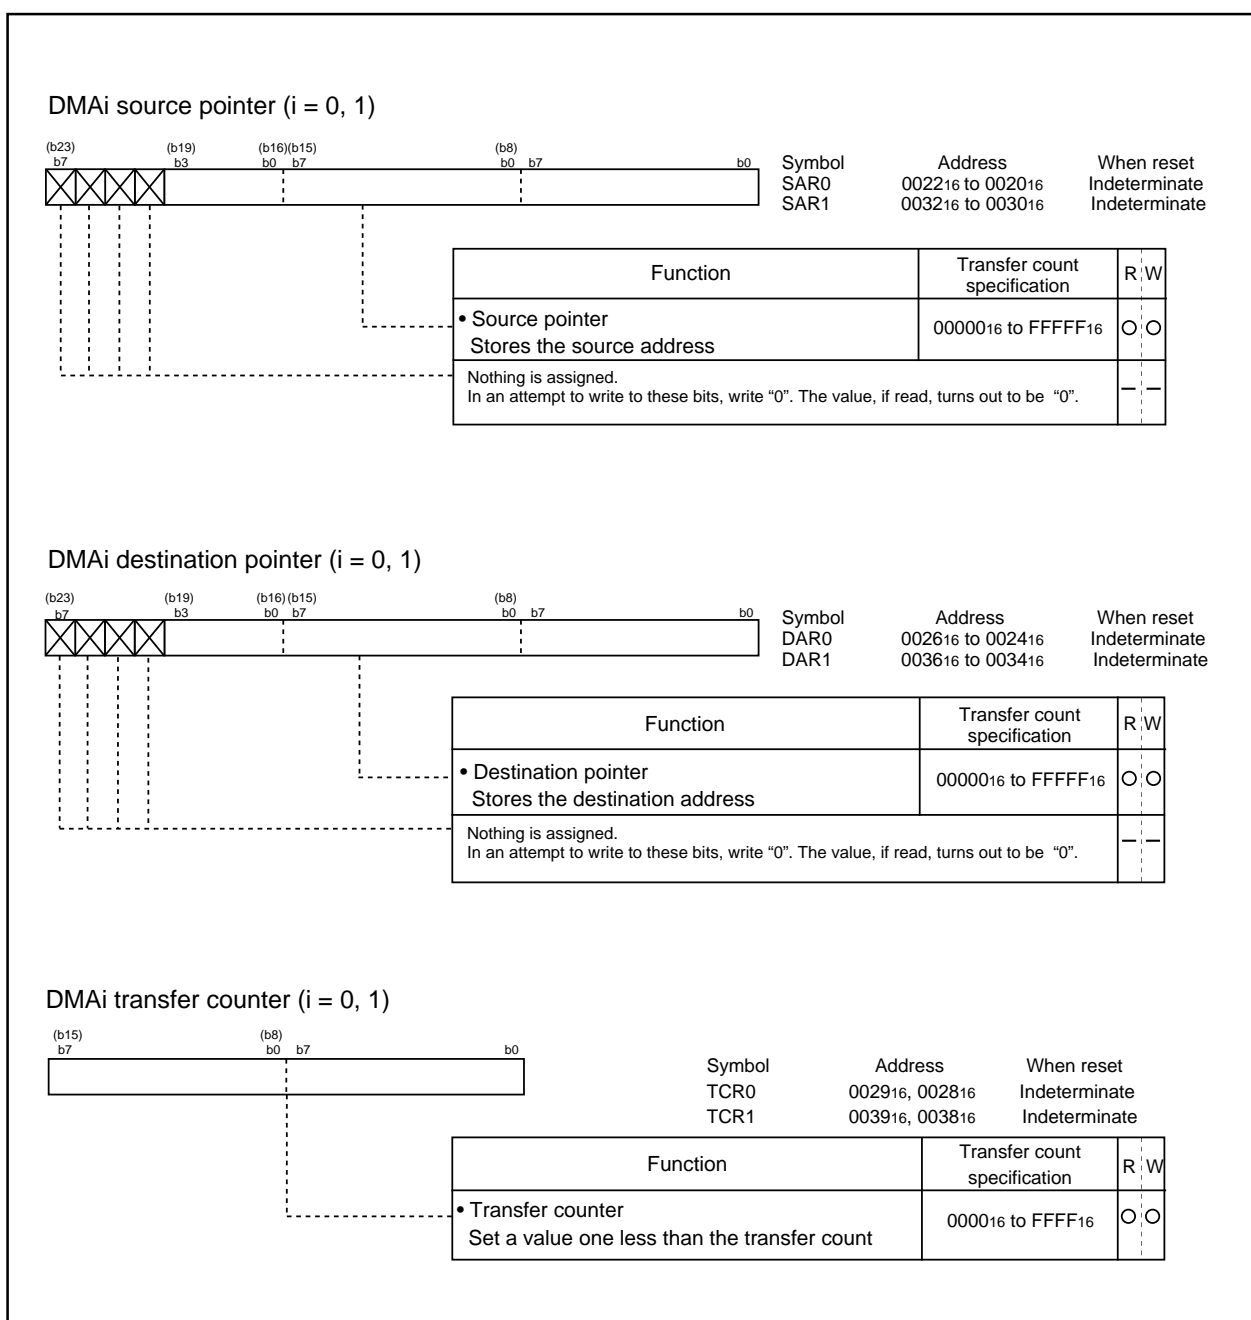 DMAi source pointer (i = 0, 1)
(b23) (b19) (b16)(b15) (b8)
b7 b3 b0 b7 b0 b7 b0
Symbol Address When reset
SAR0 002216 to 002016 Indeterminate
SAR1 003216 to 003016 Indeterminate
Function Transfer count specification R W
• Source pointer
Stores the source address
0000016 to FFFFF16
Nothing is assigned.
In an attempt to write to these bits, write “0”. The value, if read, turns out to be “0”.
DMAi destination pointer (i = 0, 1)
(b23) (b19) (b16)(b15) (b8)
b7 b3 b0 b7 b0 b7 b0
Symbol Address When reset
DAR0 002616 to 002416 Indeterminate
DAR1 003616 to 003416 Indeterminate
Function Transfer count specification R W
• Destination pointer
Stores the destination address
0000016 to FFFFF16
Nothing is assigned.
In an attempt to write to these bits, write “0”. The value, if read, turns out to be “0”.
DMAi transfer counter (i = 0, 1)
(b15) (b8)
b7 b0 b7 b0
Symbol Address When reset
TCR0 002916, 002816 Indeterminate
TCR1 003916, 003816 Indeterminate
Function Transfer count specification R W
• Transfer counter
Set a value one less than the transfer count
000016 to FFFF16